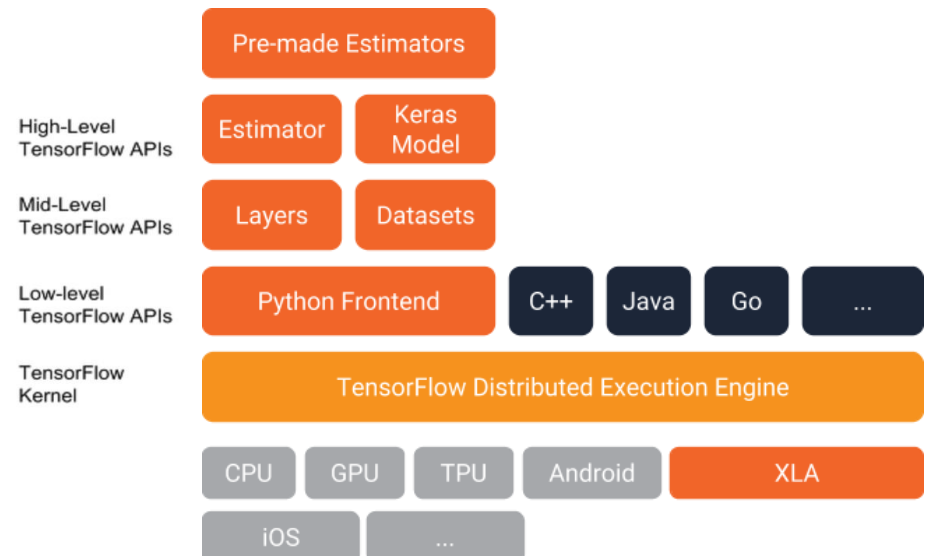 Pre-made Estimators
High-Level
TensorFlow APIs
Estimator
Keras
Model
Mid-Level
TensorFlow APIs
Layers
Datasets
Low-level
TensorFlow APIs
Python Frontend
C++
Java
Go
...
TensorFlow
Kernel
TensorFlow Distributed Execution Engine
CPU
GPU
TPU
Android
XLA
iOS
...